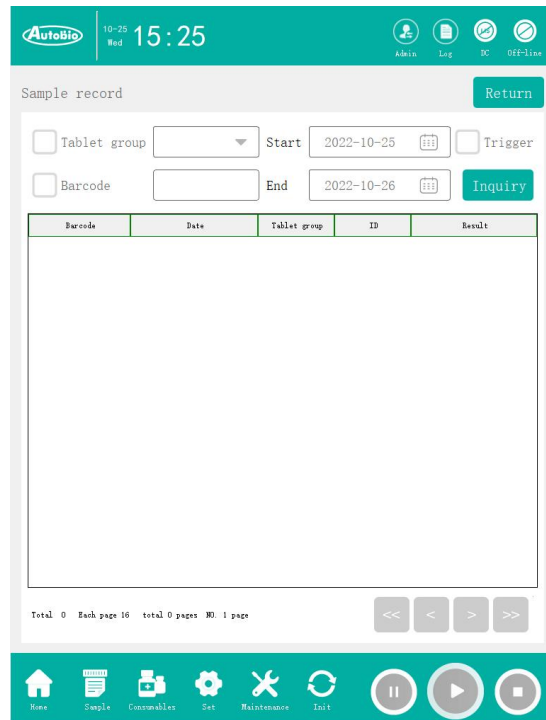 Autobio
10-25
Wed
15:25
Admin
Log
DC
Off-line
Sample record
Return
Tablet group
Start
2022-10-25
Trigger
Barcode
End
2022-10-26
Inquiry
Barcode Date Tablet group ID Result
Total 0 Each page 16 total 0 pages NO. 1 page
<< < > >>
Home Sample Consumables Set Maintenance Init